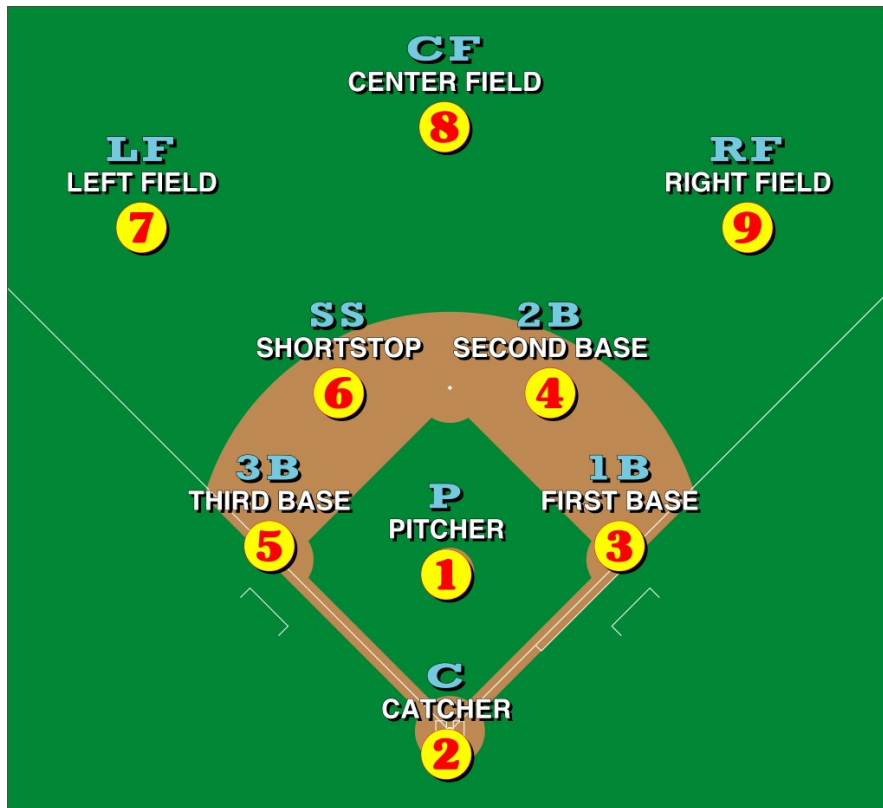 CF
CENTER FIELD
8
LF
LEFT FIELD
7
RF
RIGHT FIELD
9
SS
SHORTSTOP
6
2B
SECOND BASE
4
3B
THIRD BASE
5
P
PITCHER
1
1B
FIRST BASE
3
C
CATCHER
2